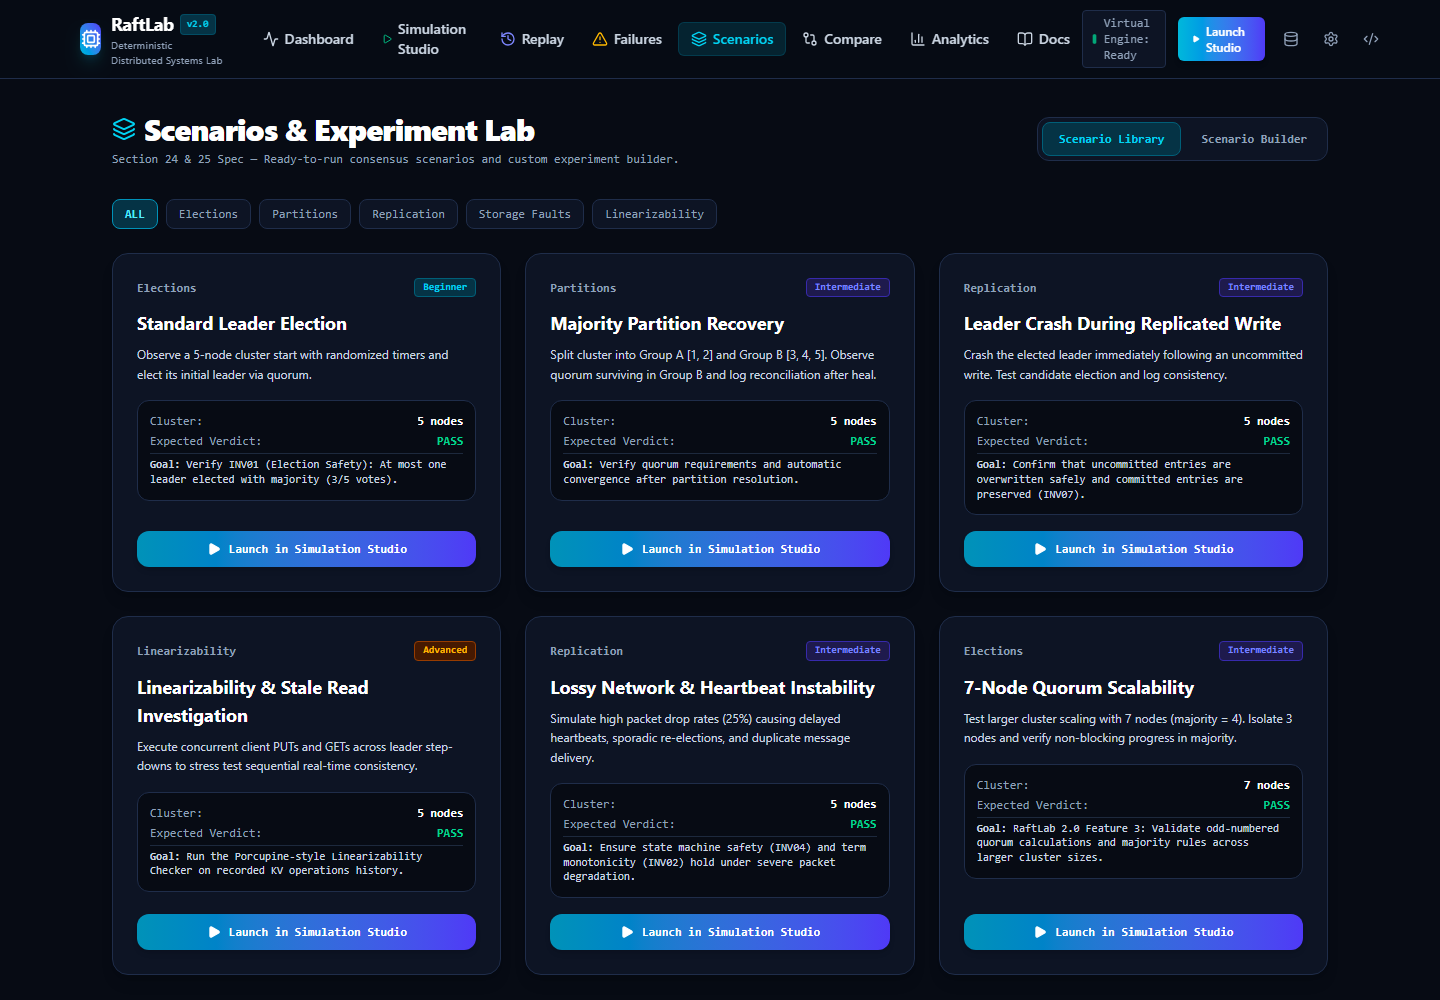 RaftLab v2.0
Deterministic
Distributed Systems Lab
Dashboard
Simulation
Studio
Replay
Failures
Scenarios
Compare
Analytics
Docs
Virtual
Engine:
Ready
Launch
Studio
Scenarios & Experiment Lab
Section 24 & 25 Spec — Ready-to-run consensus scenarios and custom experiment builder.
Scenario Library
Scenario Builder
ALL
Elections
Partitions
Replication
Storage Faults
Linearizability
Elections
Beginner
Standard Leader Election
Observe a 5-node cluster start with randomized timers and
elect its initial leader via quorum.
Cluster: 5 nodes
Expected Verdict: PASS
Goal: Verify INV01 (Election Safety): At most one
leader elected with majority (3/5 votes).
Launch in Simulation Studio
Partitions
Intermediate
Majority Partition Recovery
Split cluster into Group A [1, 2] and Group B [3, 4, 5]. Observe
quorum surviving in Group B and log reconciliation after heal.
Cluster: 5 nodes
Expected Verdict: PASS
Goal: Verify quorum requirements and automatic
convergence after partition resolution.
Launch in Simulation Studio
Replication
Intermediate
Leader Crash During Replicated Write
Crash the elected leader immediately following an uncommitted
write. Test candidate election and log consistency.
Cluster: 5 nodes
Expected Verdict: PASS
Goal: Confirm that uncommitted entries are
overwritten safely and committed entries are
preserved (INV07).
Launch in Simulation Studio
Linearizability
Advanced
Linearizability & Stale Read
Investigation
Execute concurrent client PUTs and GETs across leader step-
downs to stress test sequential real-time consistency.
Cluster: 5 nodes
Expected Verdict: PASS
Goal: Run the Porcupine-style Linearizability
Checker on recorded KV operations history.
Launch in Simulation Studio
Replication
Intermediate
Lossy Network & Heartbeat Instability
Simulate high packet drop rates (25%) causing delayed
heartbeats, sporadic re-elections, and duplicate message
delivery.
Cluster: 5 nodes
Expected Verdict: PASS
Goal: Ensure state machine safety (INV04) and term
monotonicity (INV02) hold under severe packet
degradation.
Launch in Simulation Studio
Elections
Intermediate
7-Node Quorum Scalability
Test larger cluster scaling with 7 nodes (majority = 4). Isolate 3
nodes and verify non-blocking progress in majority.
Cluster: 7 nodes
Expected Verdict: PASS
Goal: RaftLab 2.0 Feature 3: Validate odd-numbered
quorum calculations and majority rules across
larger cluster sizes.
Launch in Simulation Studio